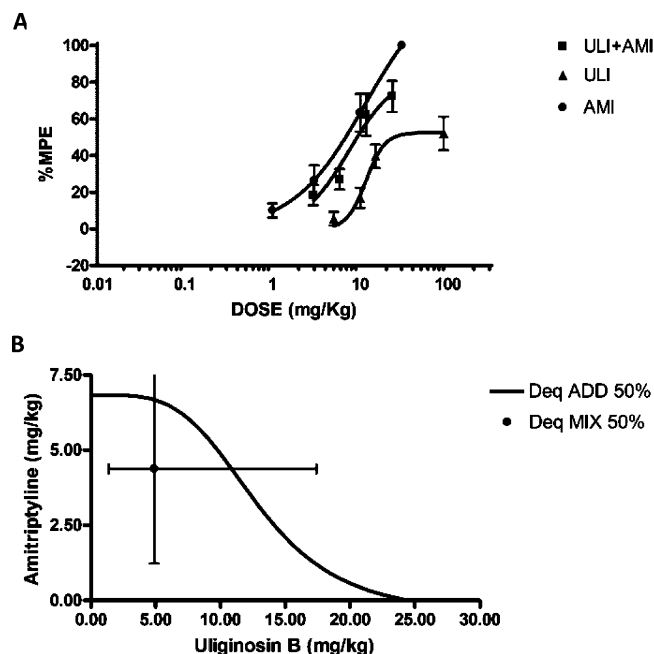 A
100
80
60
40
20
0
-20
%MPE
0.01 0.1 1 10 100
DOSE (mg/Kg)
ULI+AMI
ULI
AMI
B
7.50
5.00
2.50
0.00
Amitriptyline (mg/kg)
0.00 5.00 10.00 15.00 20.00 25.00 30.00
Uliginosin B (mg/kg)
Deq ADD 50%
Deq MIX 50%